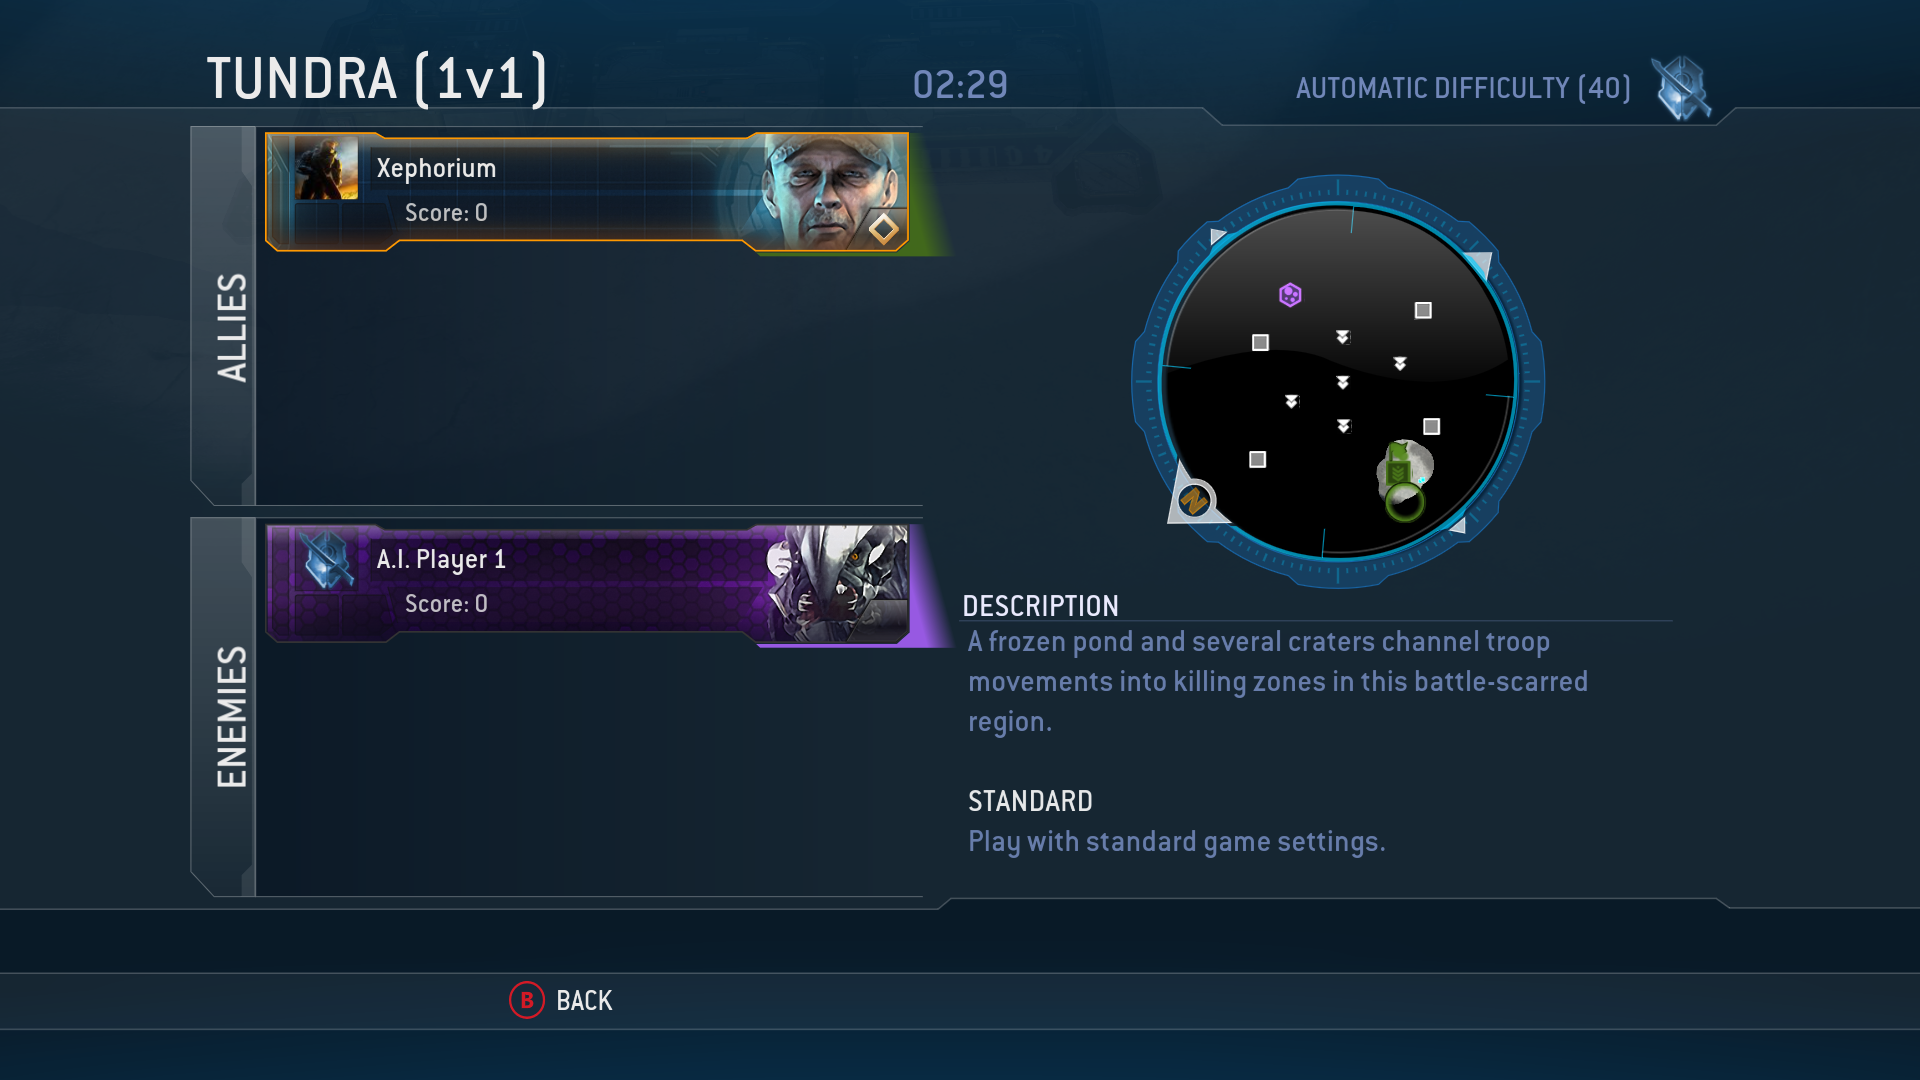 TUNDRA (1v1)
02:29
AUTOMATIC DIFFICULTY (40)
ALLIES
Xephorium
Score: 0
N
ENEMIES
A.I. Player 1
Score: 0
DESCRIPTION
A frozen pond and several craters channel troop
movements into killing zones in this battle-scarred
region.
STANDARD
Play with standard game settings.
B BACK